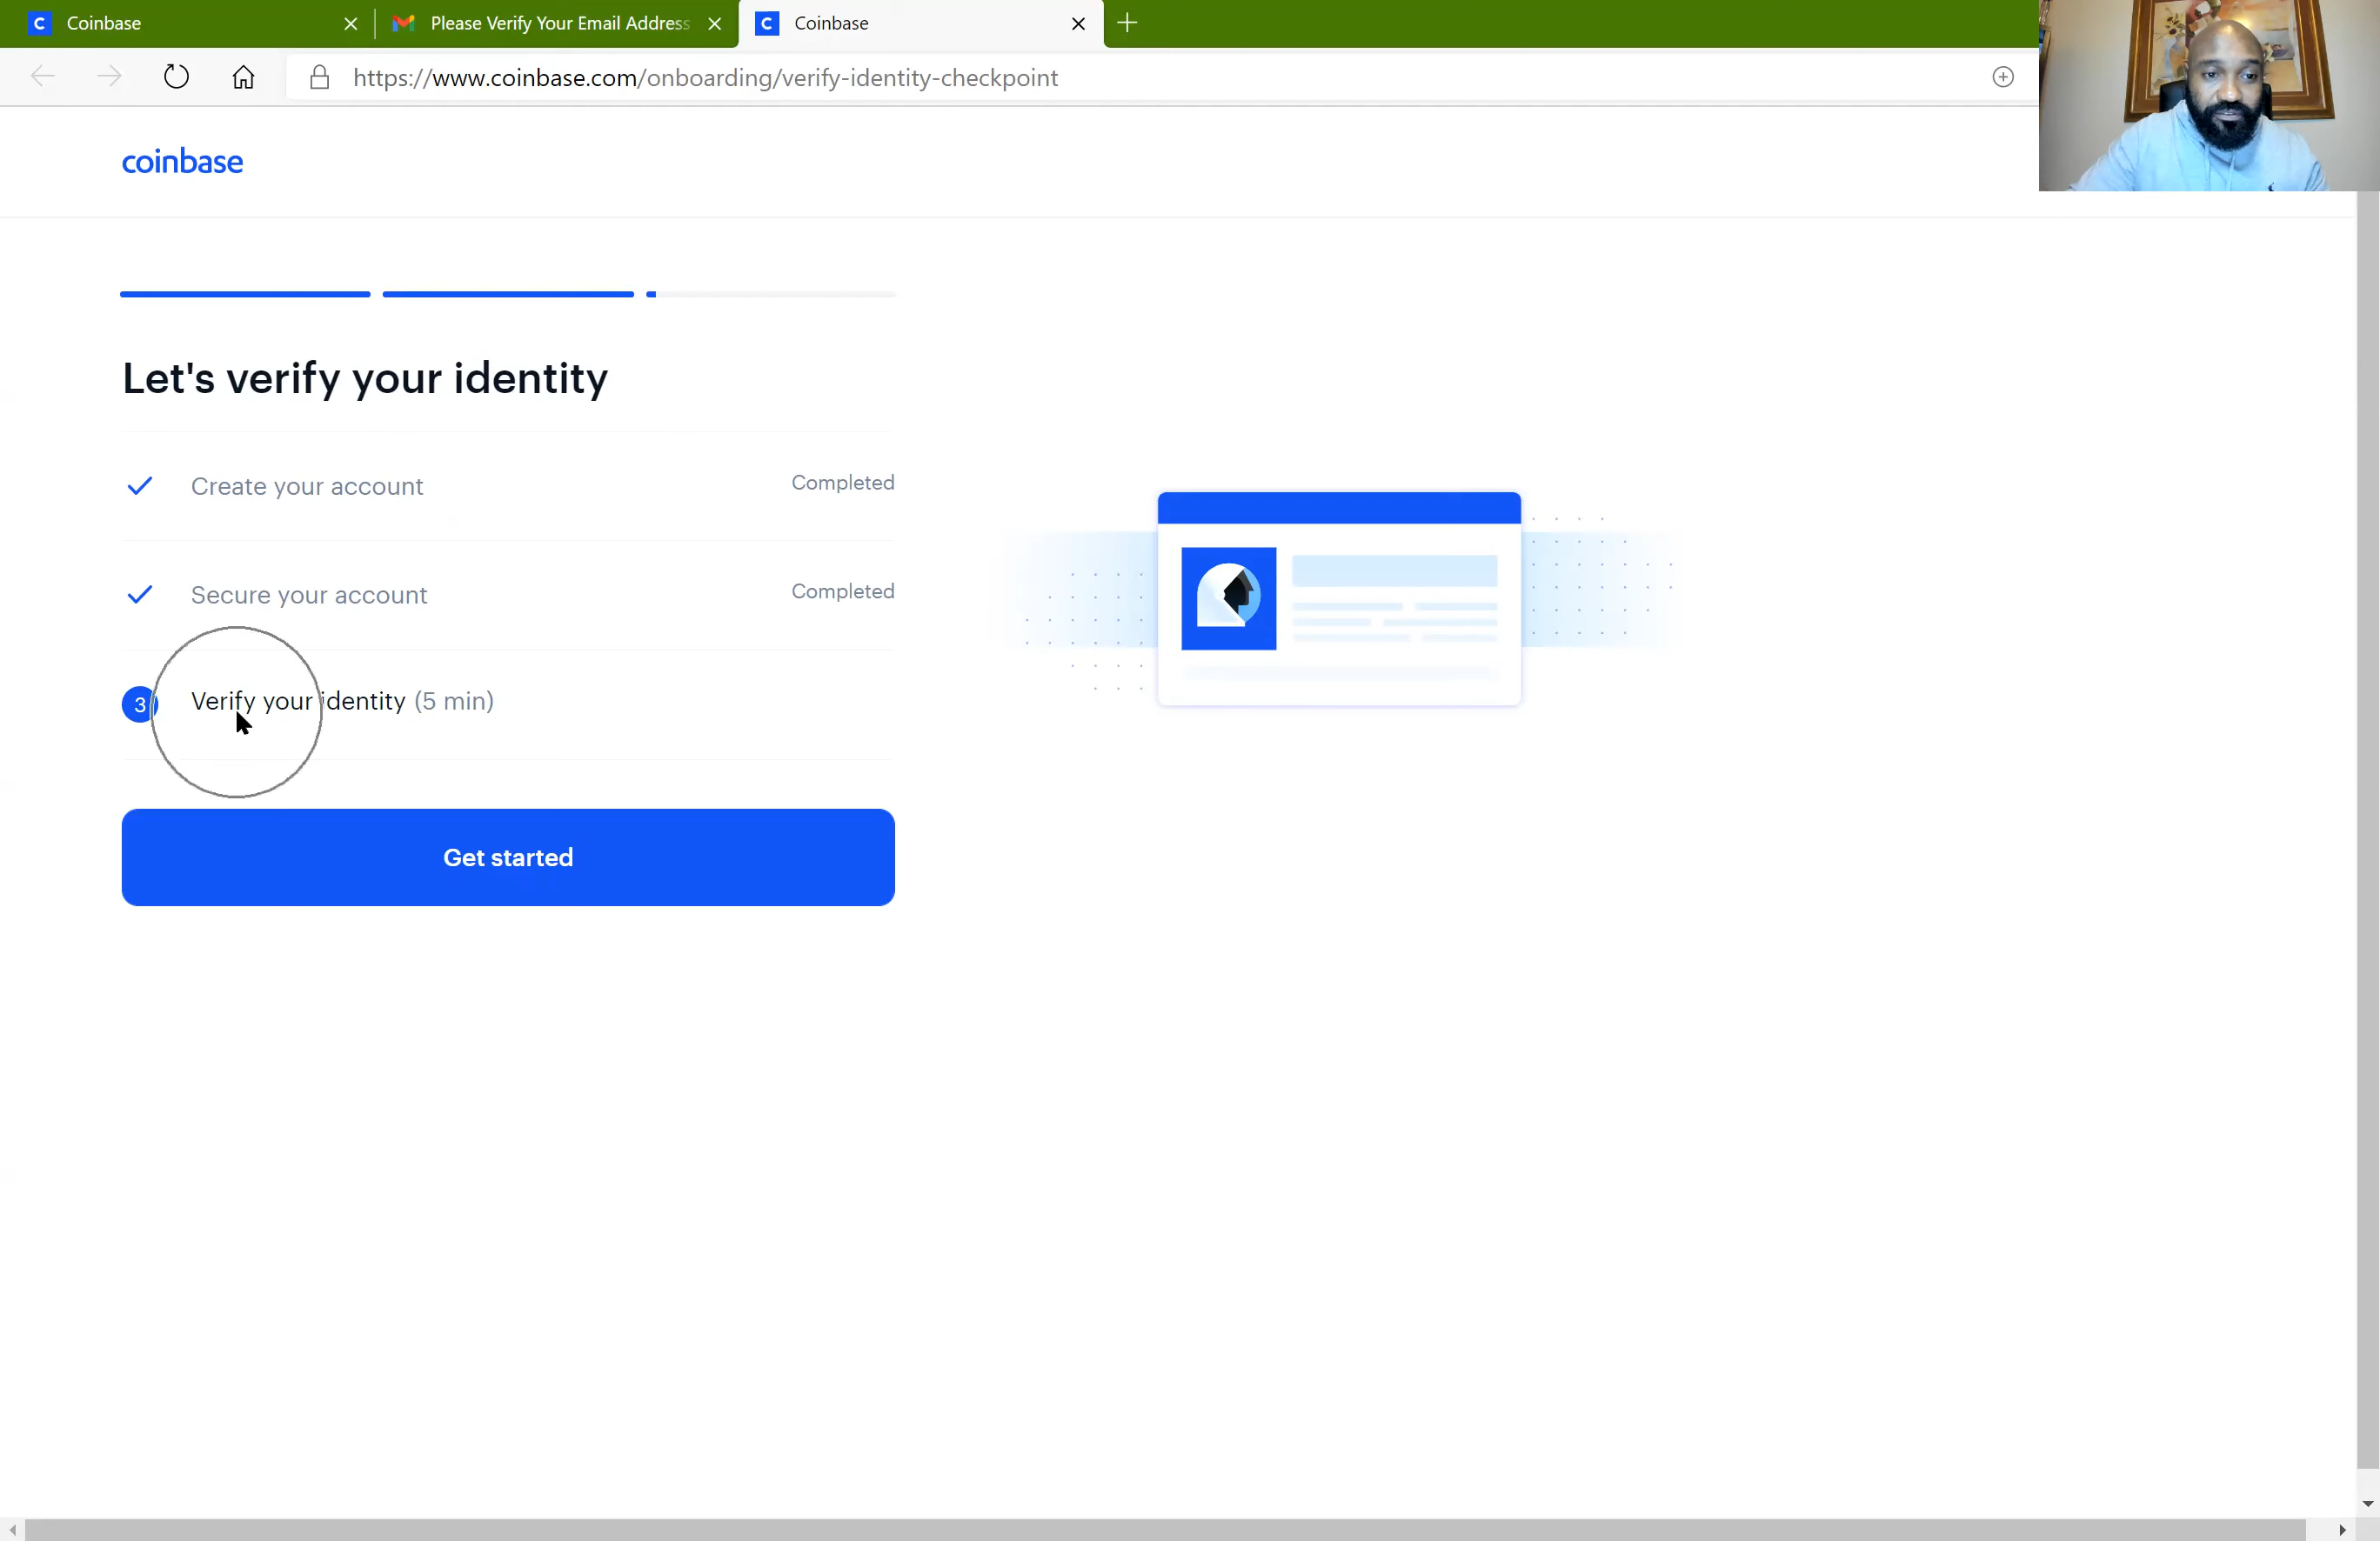 Coinbase
Please Verify Your Email Address
Coinbase
https://www.coinbase.com/onboarding/verify-identity-checkpoint
coinbase
Let's verify your identity
Create your account Completed
Secure your account Completed
3 Verify your identity (5 min)
Get started